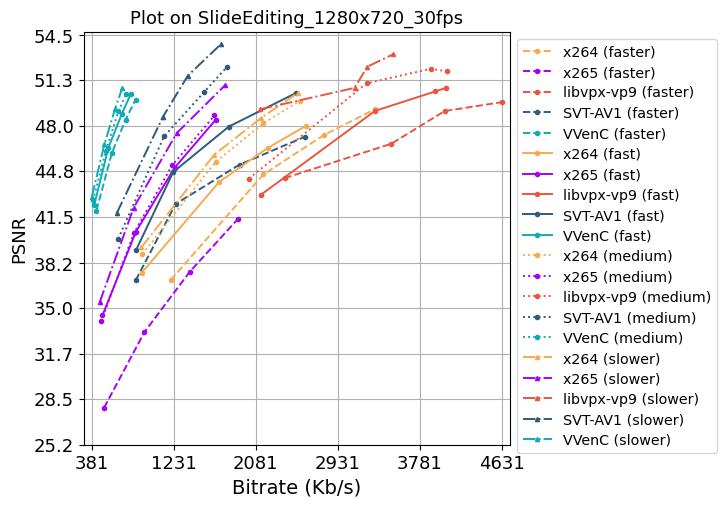 Plot on SlideEditing_1280x720_30fps
54.5
51.3
48.0
44.8
41.5
38.2
35.0
31.7
28.5
25.2
PSNR
381 1231 2081 2931 3781 4631
Bitrate (Kb/s)
x264 (faster)
x265 (faster)
libvpx-vp9 (faster)
SVT-AV1 (faster)
VVenC (faster)
x264 (fast)
x265 (fast)
libvpx-vp9 (fast)
SVT-AV1 (fast)
VVenC (fast)
x264 (medium)
x265 (medium)
libvpx-vp9 (medium)
SVT-AV1 (medium)
VVenC (medium)
x264 (slower)
x265 (slower)
libvpx-vp9 (slower)
SVT-AV1 (slower)
VVenC (slower)